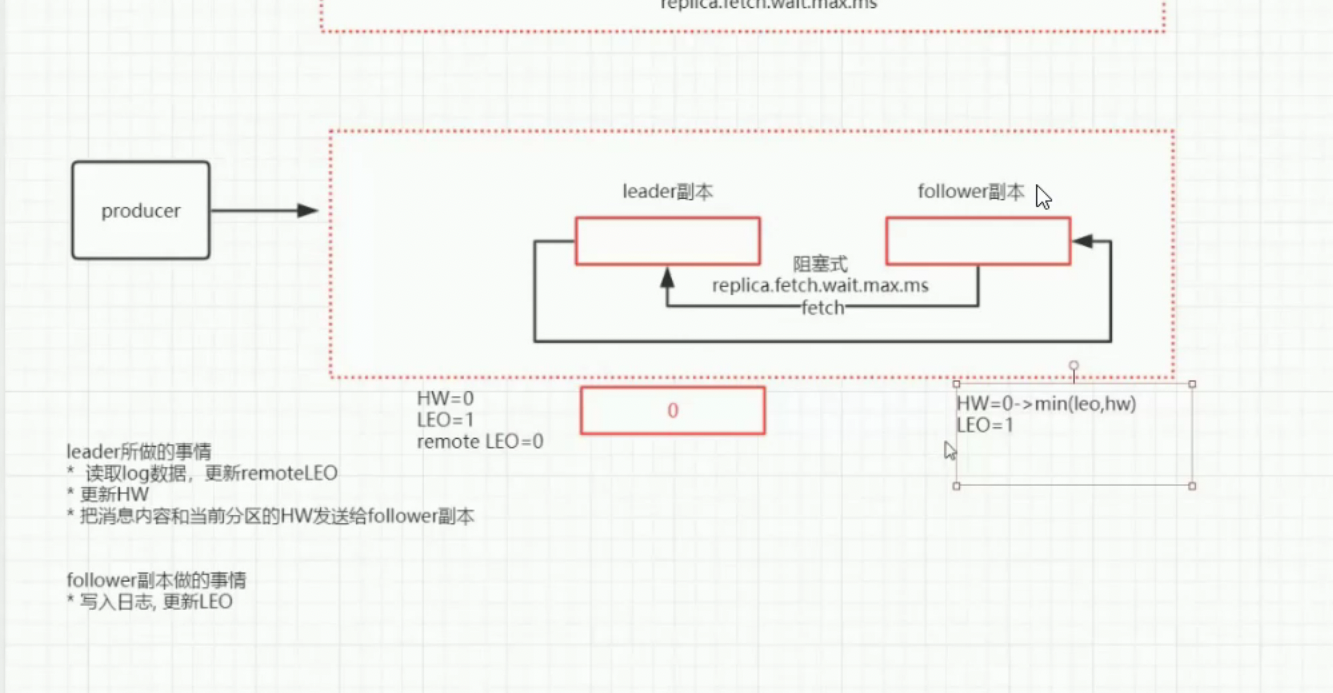 replica.fetch.wait.max.ms
producer
leader副本
follower副本
阻塞式
replica.fetch.wait.max.ms
fetch
HW=0
LEO=1
remote LEO=0
0
HW=0->min(leo,hw)
LEO=1
leader所做的事情
* 读取log数据，更新remoteLEO
* 更新HW
* 把消息内容和当前分区的HW发送给follower副本
follower副本做的事情
* 写入日志, 更新LEO